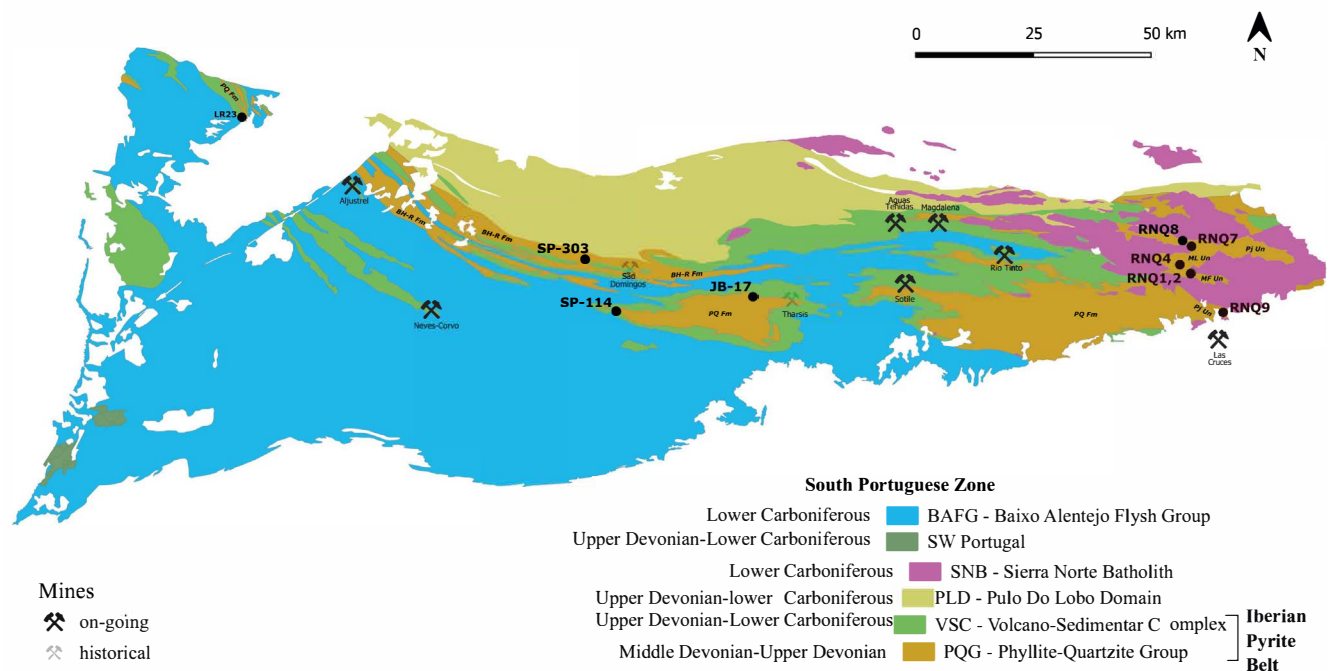 0 25 50 km
N
PQ Fm
LR23
Aljustrel
BH-R Fm
BH-R Fm
SP-303
São
Domingos
BH-R Fm
SP-114
JB-17
PQ Fm
Tharsis
Neves-Corvo
Aguas
Teñidas
Magdalena
Rio Tinto
Sotile
PQ Fm
RNQ8
RNQ7
Pj Un
RNQ4
ML Un
RNQ1,2
MF Un
Pj Un
RNQ9
Las
Cruces
South Portuguese Zone
Lower Carboniferous BAFG - Baixo Alentejo Flysh Group
Upper Devonian-Lower Carboniferous SW Portugal
Lower Carboniferous SNB - Sierra Norte Batholith
Upper Devonian-lower Carboniferous PLD - Pulo Do Lobo Domain
Upper Devonian-Lower Carboniferous VSC - Volcano-Sedimentar C omplex
Middle Devonian-Upper Devonian PQG - Phyllite-Quartzite Group
Iberian
Pyrite
Belt
Mines
on-going
historical